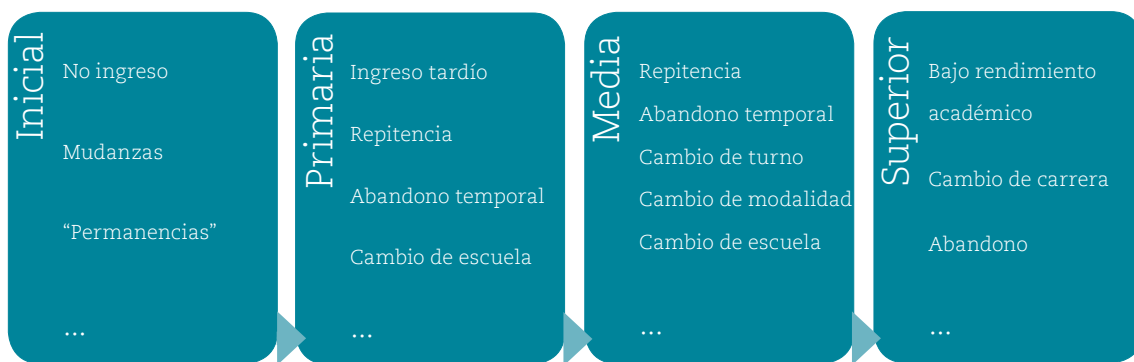 Inicial
No ingreso
Mudanzas
“Permanencias”
...
Primaria
Ingreso tardío
Repitencia
Abandono temporal
Cambio de escuela
...
Media
Repitencia
Abandono temporal
Cambio de turno
Cambio de modalidad
Cambio de escuela
...
Superior
Bajo rendimiento
académico
Cambio de carrera
Abandono
...